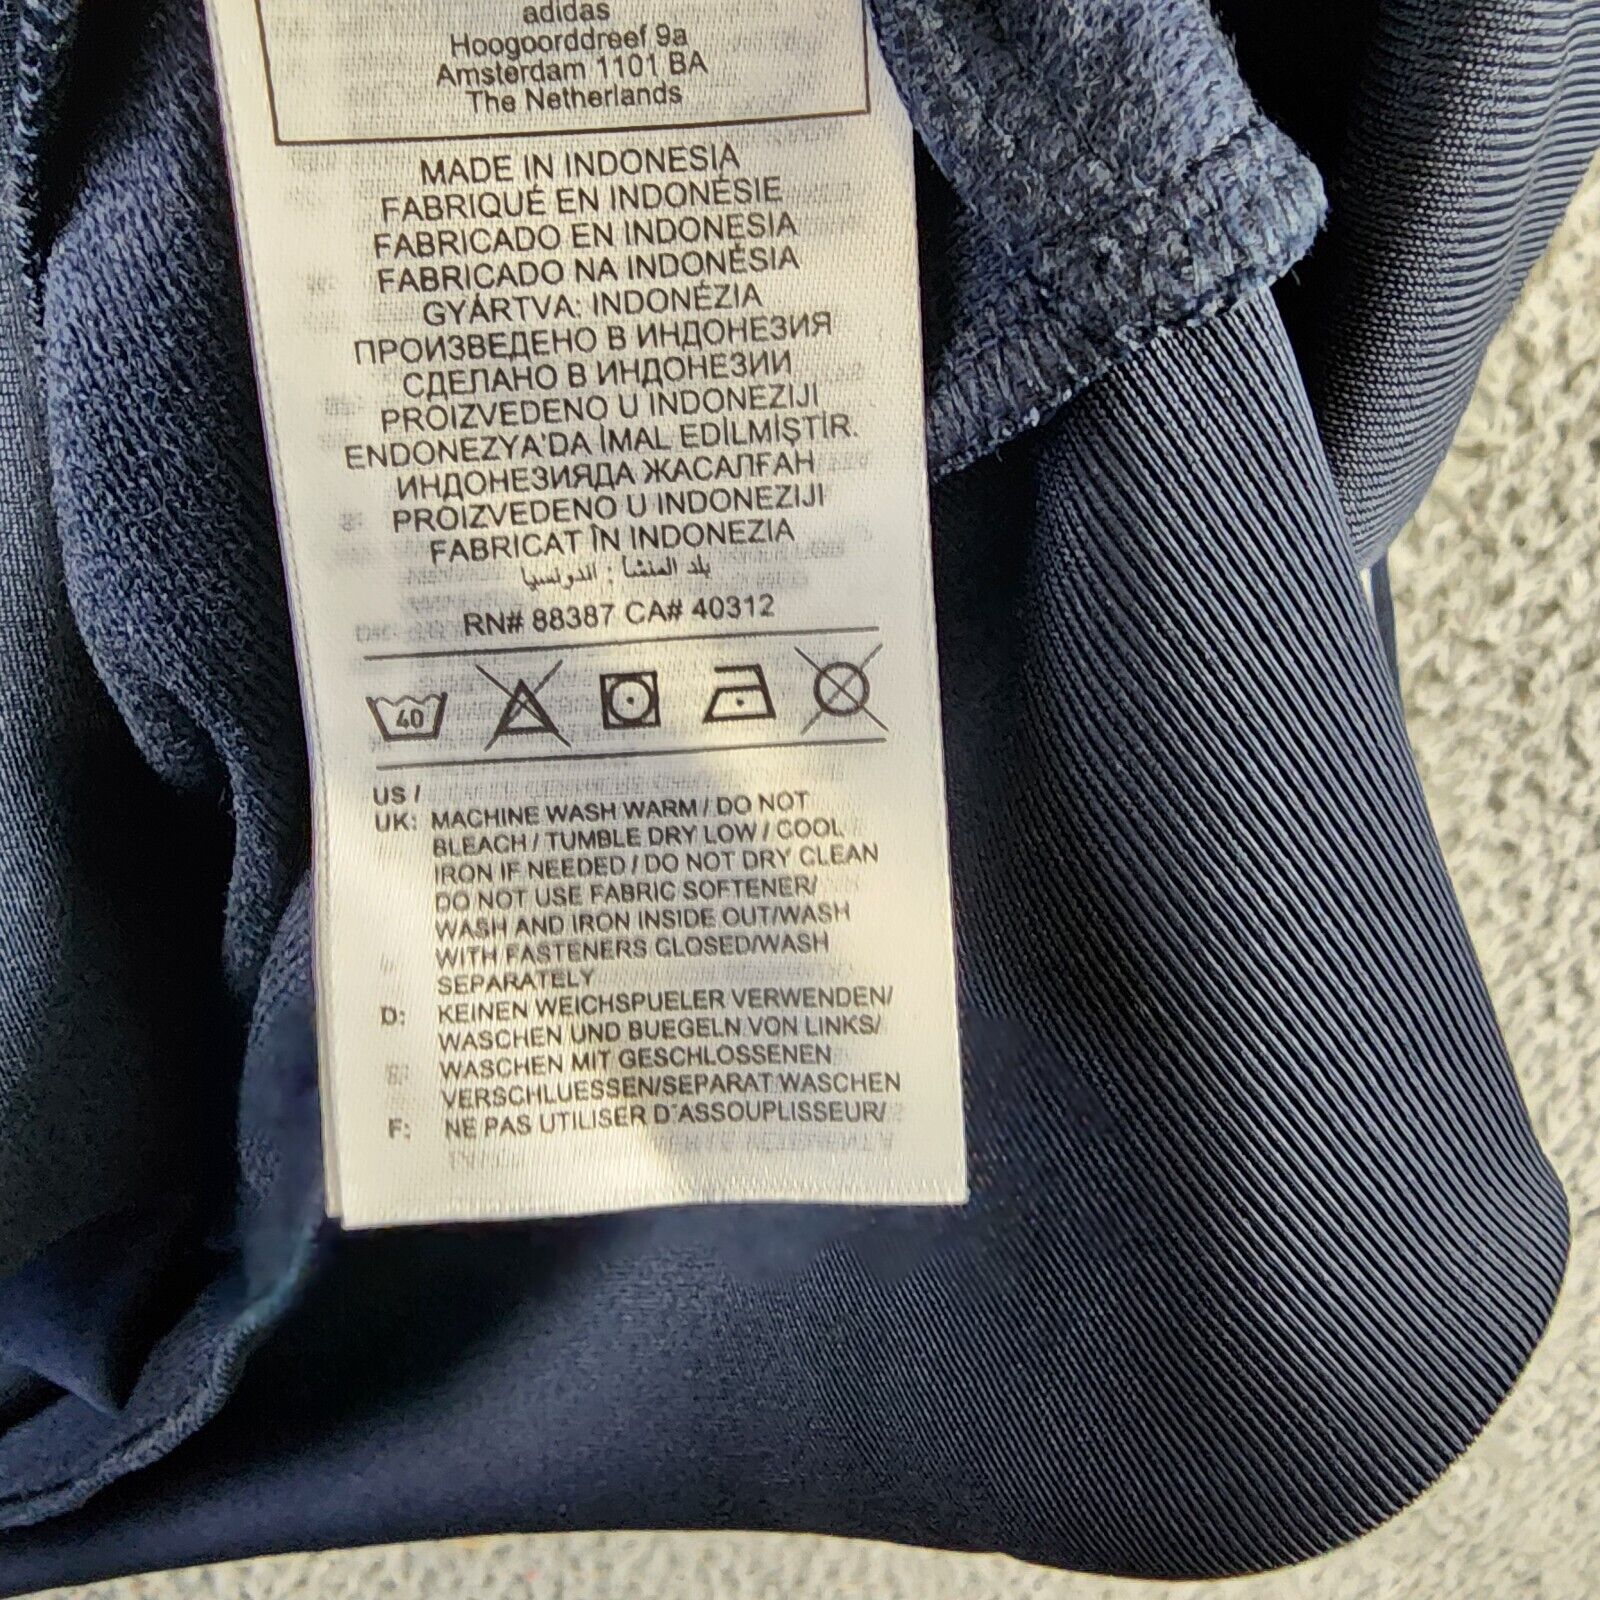 adidas
Hoogoorddreef 9a
Amsterdam 1101 BA
The Netherlands
MADE IN INDONESIA
FABRIQUÉ EN INDONÉSIE
FABRICADO EN INDONESIA
FABRICADO NA INDONÉSIA
GYÁRTVA: INDONÉZIA
ПРОИЗВЕДЕНО В ИНДОНЕЗИЯ
СДЕЛАНО В ИНДОНЕЗИИ
PROIZVEDENO U INDONEZIJI
ENDONEZYA'DA İMAL EDİLMİŞTİR.
ИНДОНЕЗИЯДА ЖАСАЛҒАН
PROIZVEDENO U INDONEZIJI
FABRICAT ÎN INDONEZIA
بلد المنشأ : اندونسيا
RN# 88387 CA# 40312
40
US /
UK: MACHINE WASH WARM / DO NOT
BLEACH / TUMBLE DRY LOW / COOL
IRON IF NEEDED / DO NOT DRY CLEAN
DO NOT USE FABRIC SOFTENER/
WASH AND IRON INSIDE OUT/WASH
WITH FASTENERS CLOSED/WASH
SEPARATELY
D: KEINEN WEICHSPUELER VERWENDEN/
WASCHEN UND BUEGELN VON LINKS/
WASCHEN MIT GESCHLOSSENEN
VERSCHLUESSEN/SEPARAT WASCHEN
F: NE PAS UTILISER D'ASSOUPLISSEUR/